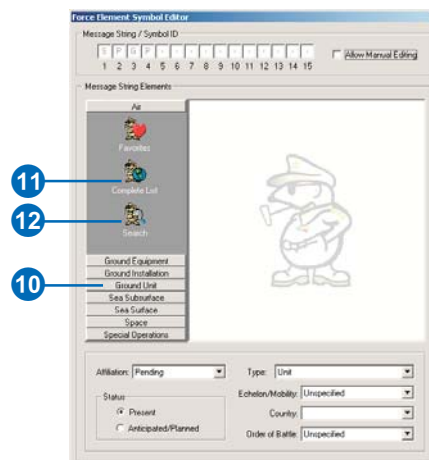 Force Element Symbol Editor
Message String / Symbol ID
S P G P - - - - - - - - - - -
1 2 3 4 5 6 7 8 9 10 11 12 13 14 15
Allow Manual Editing
Message String Elements
Air
Favorites
11
Complete List
12
Search
Ground Equipment
Ground Installation
10
Ground Unit
Sea Subsurface
Sea Surface
Space
Special Operations
Affiliation: Pending
Type: Unit
Status
Echelon/Mobility: Unspecified
Present
Country:
Anticipated/Planned
Order of Battle: Unspecified